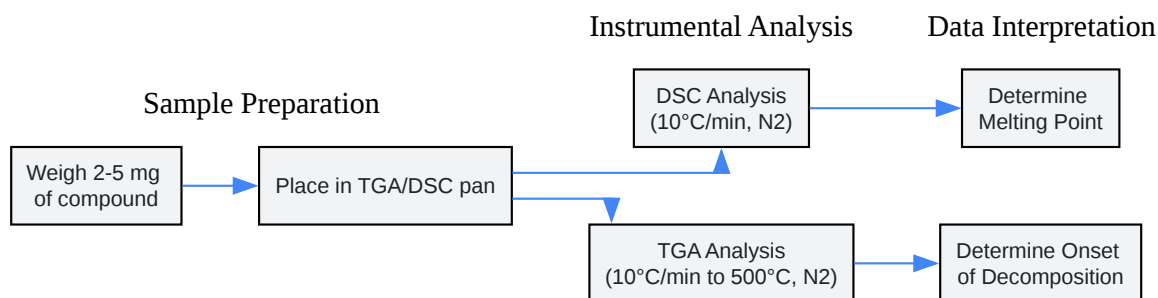 Instrumental Analysis
Data Interpretation
Sample Preparation
DSC Analysis
(10°C/min, N2)
Determine
Melting Point
Weigh 2-5 mg
of compound
Place in TGA/DSC pan
TGA Analysis
(10°C/min to 500°C, N2)
Determine Onset
of Decomposition